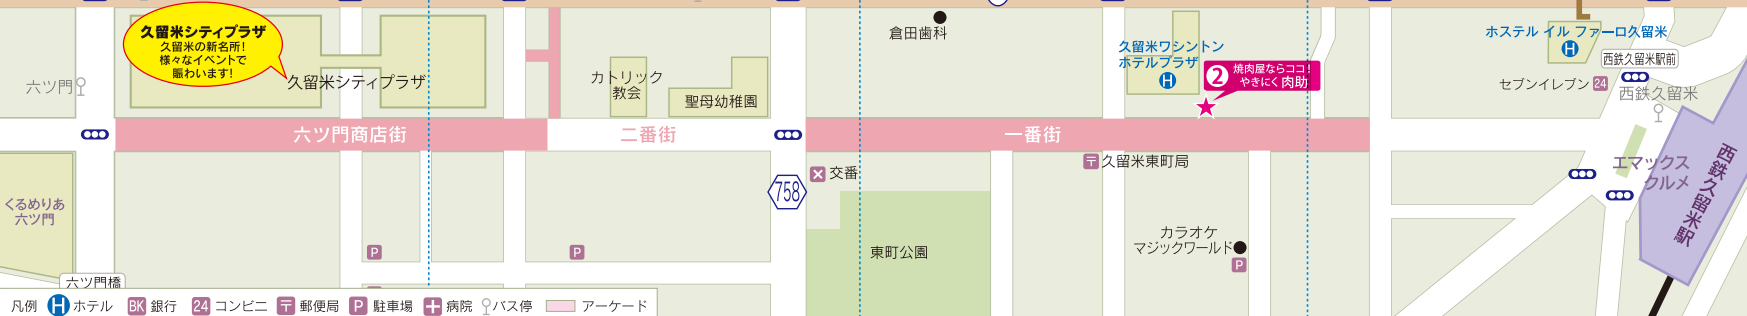 久留米シティプラザ
久留米の新名所!
様々なイベントで
賑わいます!
久留米シティプラザ
六ツ門
カトリック
教会
聖母幼稚園
倉田歯科
久留米ワシントン
ホテルプラザ
H
2
焼肉屋ならココ!
やきにく肉助
ホステル イル ファーロ久留米
H
西鉄久留米駅前
セブンイレブン 24
西鉄久留米
六ツ門商店街
二番街
一番街
くるめりあ
六ツ門
交番
758
〒久留米東町局
エマックス
クルメ
西鉄久留米駅
P
P
東町公園
カラオケ
マジックワールド
P
六ツ門橋
凡例 H ホテル BK 銀行 24 コンビニ 〒 郵便局 P 駐車場 病院 バス停 アーケード